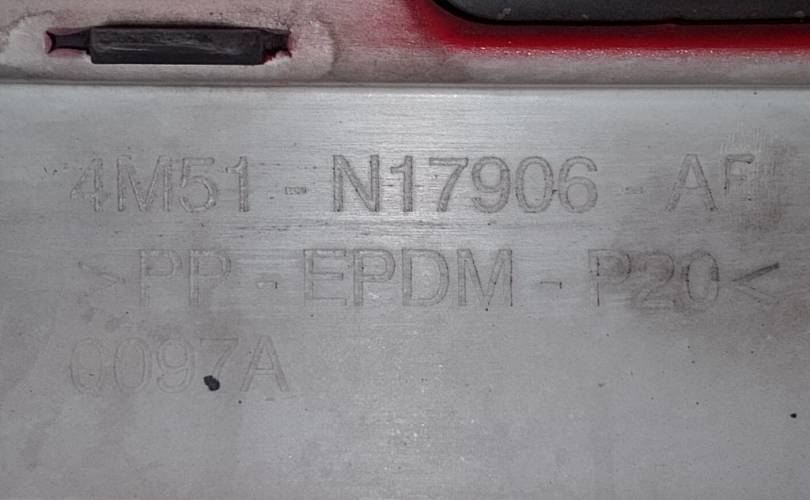 4M51 - N17906 - AF
>PP - EPDM - P20<
0097A